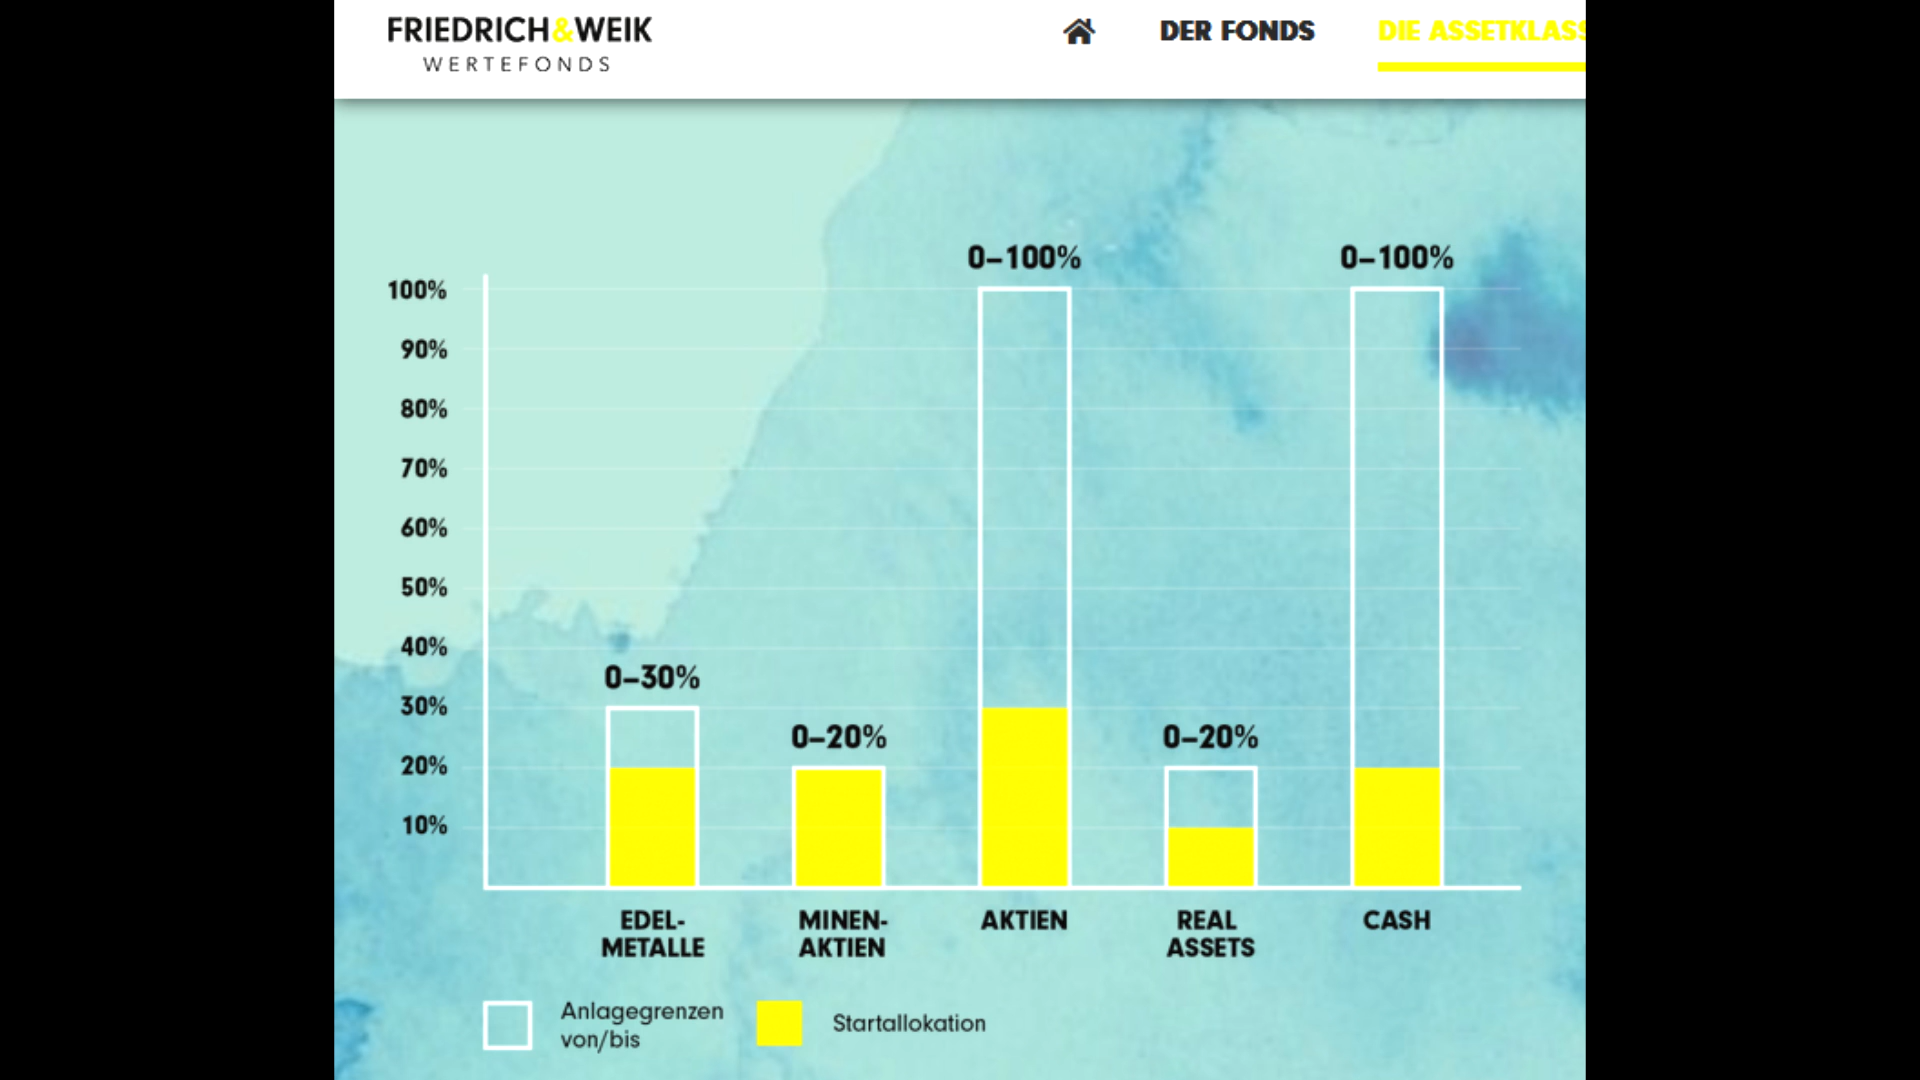 FRIEDRICH&WEIK
WERTEFONDS
DER FONDS
DIE ASSETKLASS
0–100%
0–100%
100%
90%
80%
70%
60%
50%
40%
30%
20%
10%
0–30%
0–20%
0–20%
EDEL-
METALLE
MINEN-
AKTIEN
AKTIEN
REAL
ASSETS
CASH
Anlagegrenzen
von/bis
Startallokation